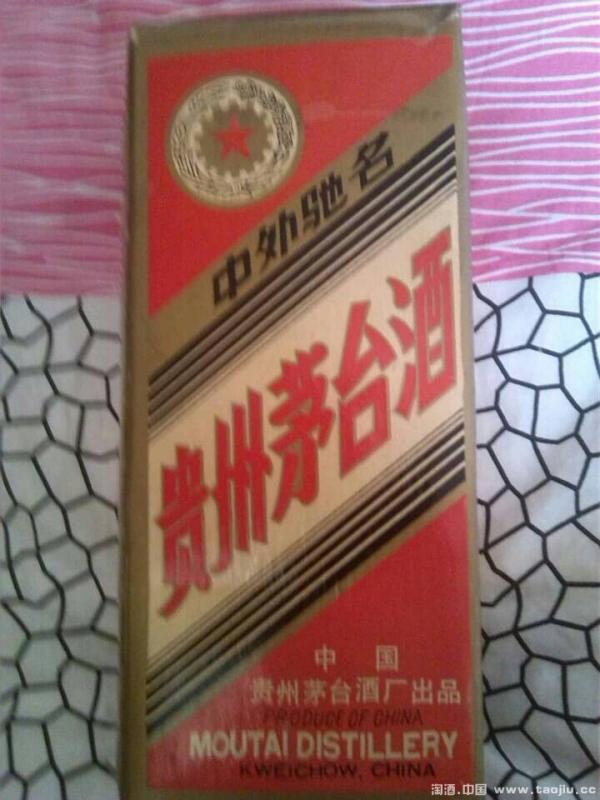 中外驰名
贵州茅台酒
中国
贵州茅台酒厂出品
PRODUCE OF CHINA
MOUTAI DISTILLERY
KWEICHOW, CHINA
淘酒.中国 www.taojiu.cc